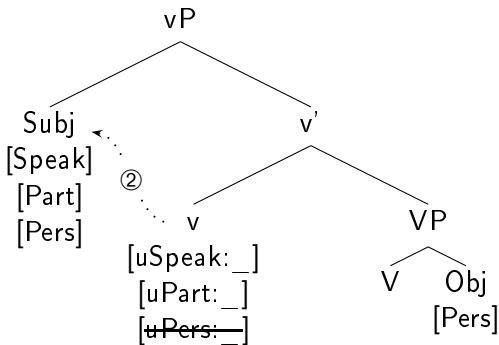 vP
Subj
[Speak]
[Part]
[Pers]
v'
②
v
[uSpeak:_]
[uPart:_]
[uPers:_]
VP
V
Obj
[Pers]